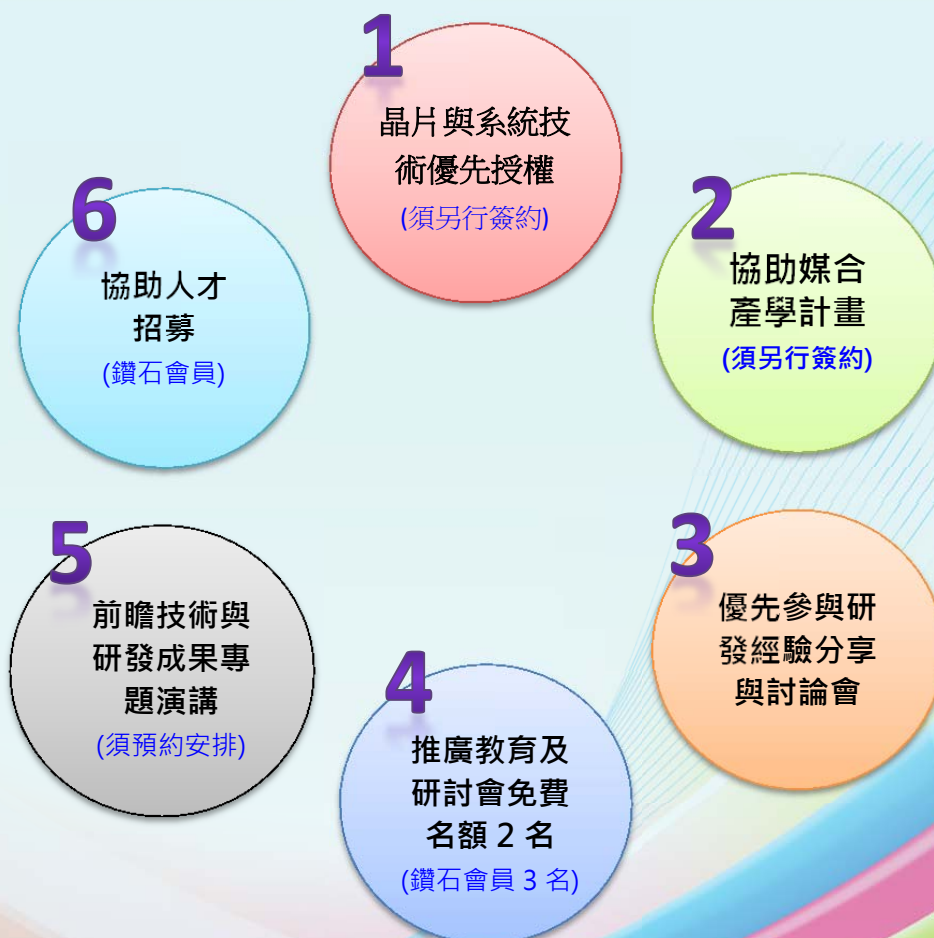 1
晶片與系統技
術優先授權
(須另行簽約)
2
協助媒合
產學計畫
(須另行簽約)
3
優先參與研
發經驗分享
與討論會
4
推廣教育及
研討會免費
名額 2 名
(鑽石會員 3 名)
5
前瞻技術與
研發成果專
題演講
(須預約安排)
6
協助人才
招募
(鑽石會員)